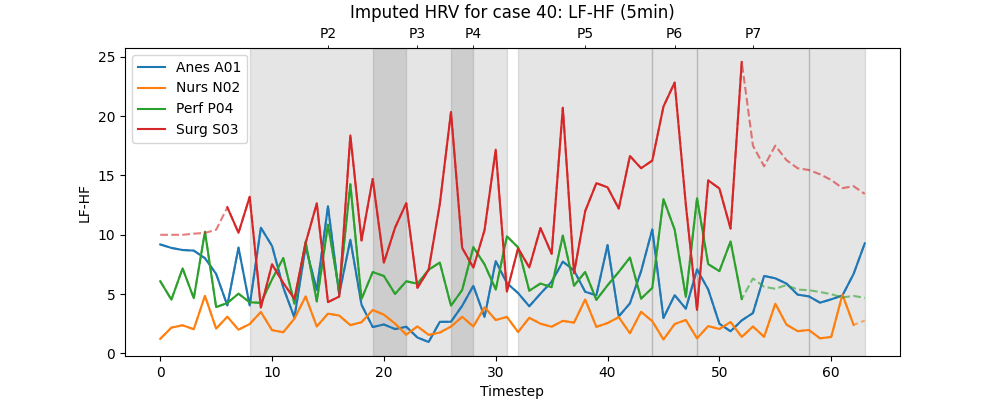 Imputed HRV for case 40: LF-HF (5min)
P2 P3 P4 P5 P6 P7
Anes A01
Nurs N02
Perf P04
Surg S03
25
20
15
10
5
0
LF-HF
0 10 20 30 40 50 60
Timestep